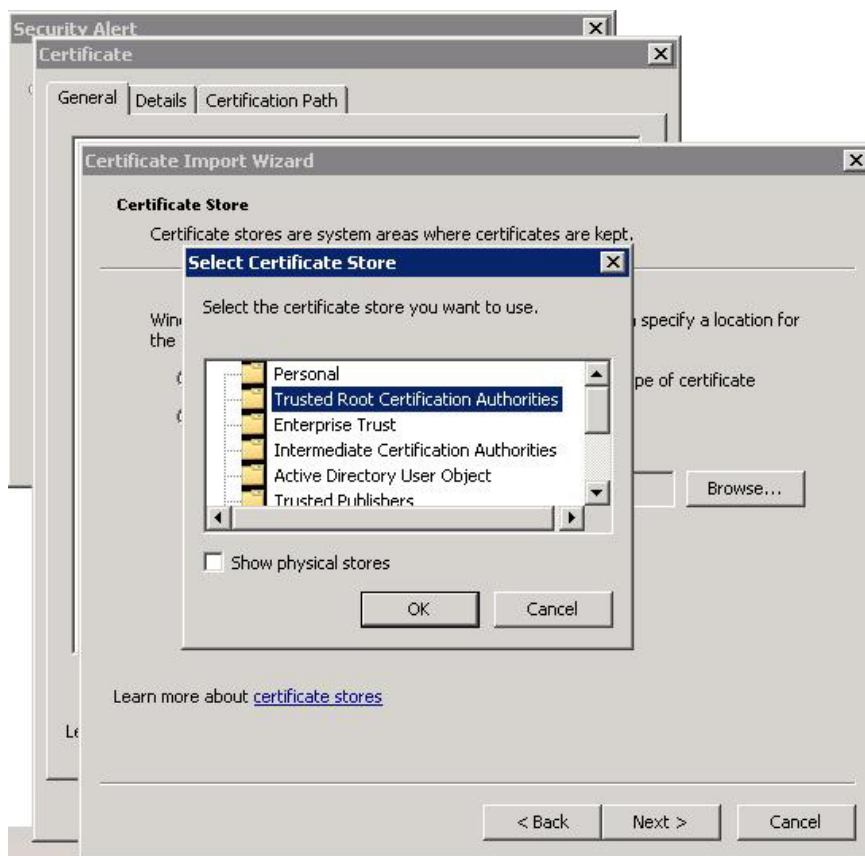 Security Alert
Certificate
General
Details
Certification Path
Certificate Import Wizard
Certificate Store
Certificate stores are system areas where certificates are kept.
Select Certificate Store
Select the certificate store you want to use.
specify a location for
the
of certificate
Personal
Trusted Root Certification Authorities
Enterprise Trust
Intermediate Certification Authorities
Active Directory User Object
Trusted Publishers
Browse...
Show physical stores
OK
Cancel
Learn more about certificate stores
< Back
Next >
Cancel